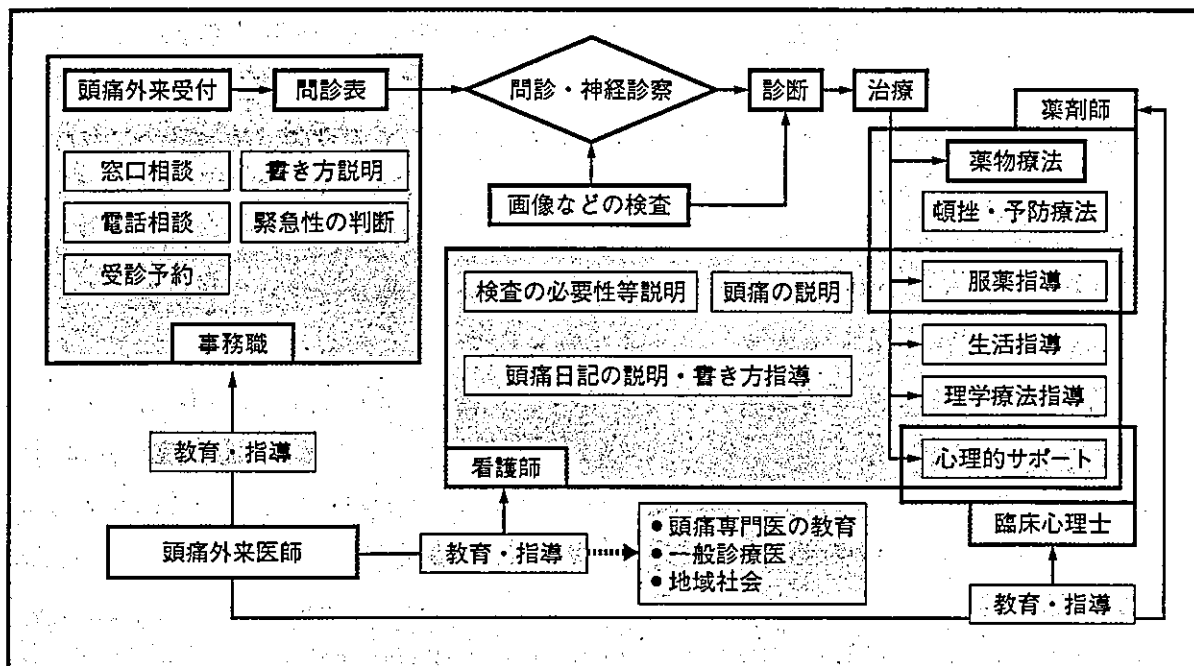 頭痛外来受付
問診表
問診・神経診察
診断
治療
薬剤師
窓口相談
書き方説明
薬物療法
電話相談
緊急性の判断
画像などの検査
頓挫・予防療法
受診予約
検査の必要性等説明
頭痛の説明
服薬指導
事務職
生活指導
頭痛日記の説明・書き方指導
理学療法指導
教育・指導
看護師
心理的サポート
頭痛外来医師
教育・指導
●頭痛専門医の教育
●一般診療医
●地域社会
臨床心理士
教育・指導